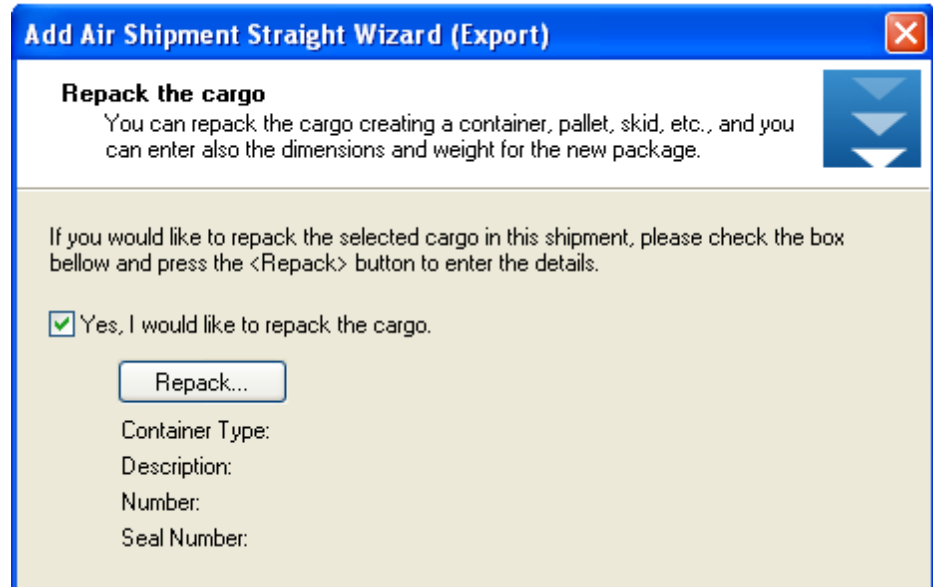 Add Air Shipment Straight Wizard (Export)
Repack the cargo
You can repack the cargo creating a container, pallet, skid, etc., and you
can enter also the dimensions and weight for the new package.
If you would like to repack the selected cargo in this shipment, please check the box
bellow and press the <Repack> button to enter the details.
Yes, I would like to repack the cargo.
Repack...
Container Type:
Description:
Number:
Seal Number: